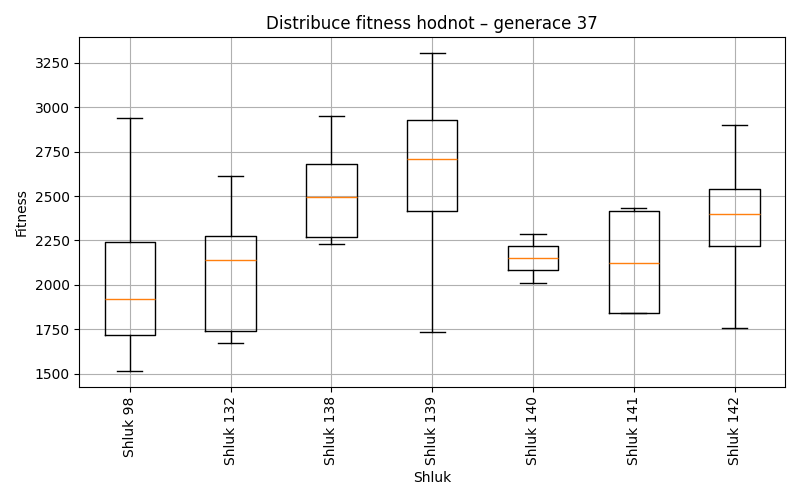 Distribuce fitness hodnot – generace 37
Fitness
3250
3000
2750
2500
2250
2000
1750
1500
Shluk 98
Shluk 132
Shluk 138
Shluk 139
Shluk 140
Shluk 141
Shluk 142
Shluk